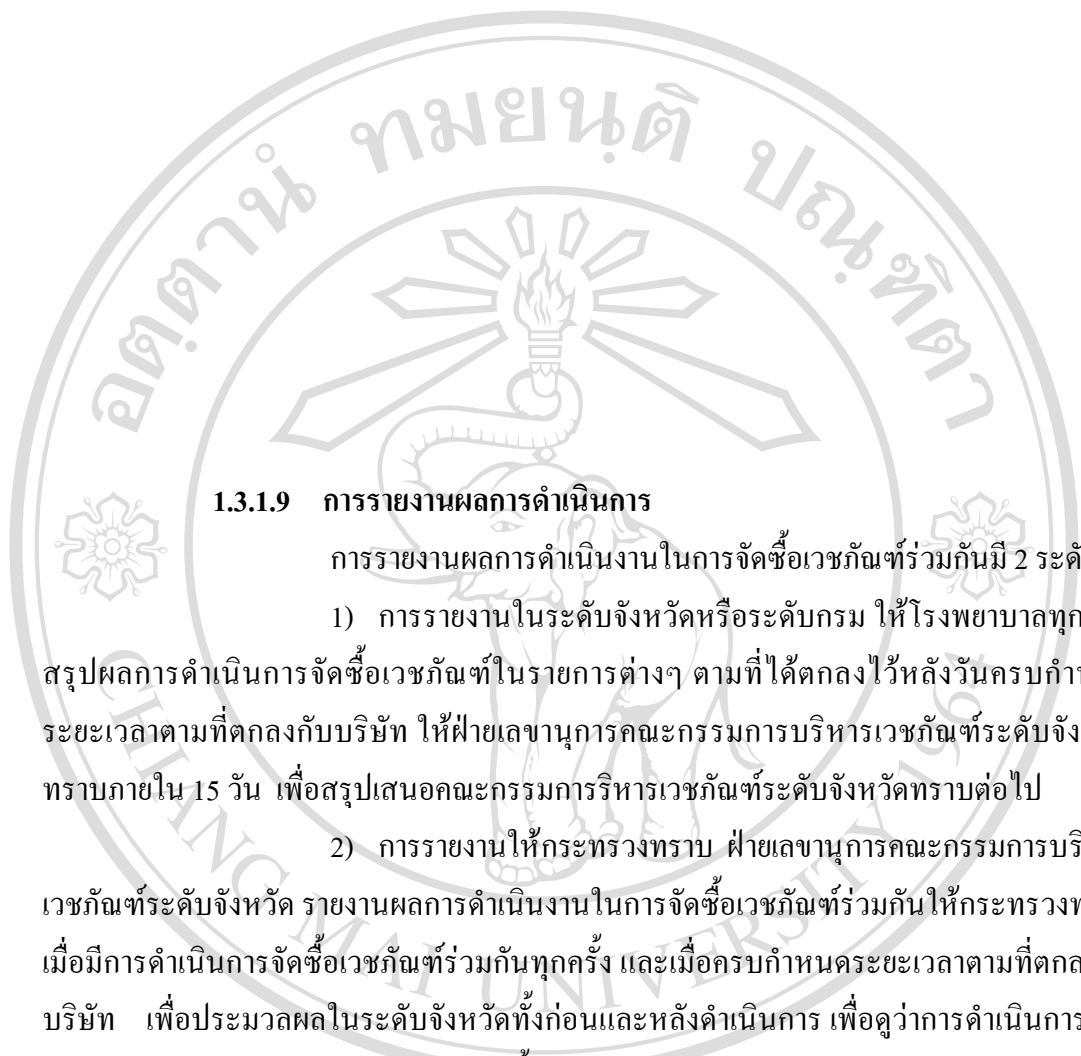 อตฺตานํ ทมยนฺติ ปณฺฑิตา
1.3.1.9 การรายงานผลการดำเนินการ
การรายงานผลการดำเนินงานในการจัดซื้อเวชภัณฑ์ร่วมกันมี 2 ระดั
1) การรายงานในระดับจังหวัดหรือระดับกรม ให้โรงพยาบาลทุก
สรุปผลการดำเนินการจัดซื้อเวชภัณฑ์ในรายการต่างๆ ตามที่ได้ตกลงไว้หลังวันครบกำ
ระยะเวลาตามที่ตกลงกับบริษัท ให้ฝ่ายเลขานุการคณะกรรมการบริหารเวชภัณฑ์ระดับจัง
ทราบภายใน 15 วัน เพื่อสรุปเสนอคณะกรรมการริหารเวชภัณฑ์ระดับจังหวัดทราบต่อไป
2) การรายงานให้กระทรวงทราบ ฝ่ายเลขานุการคณะกรรมการบริ
เวชภัณฑ์ระดับจังหวัด รายงานผลการดำเนินงานในการจัดซื้อเวชภัณฑ์ร่วมกันให้กระทรวงท
เมื่อมีการดำเนินการจัดซื้อเวชภัณฑ์ร่วมกันทุกครั้ง และเมื่อครบกำหนดระยะเวลาตามที่ตกล
บริษัท เพื่อประมวลผลในระดับจังหวัดทั้งก่อนและหลังดำเนินการ เพื่อดูว่าการดำเนินการ
CHIANG MAI UNIVERSITY 1964